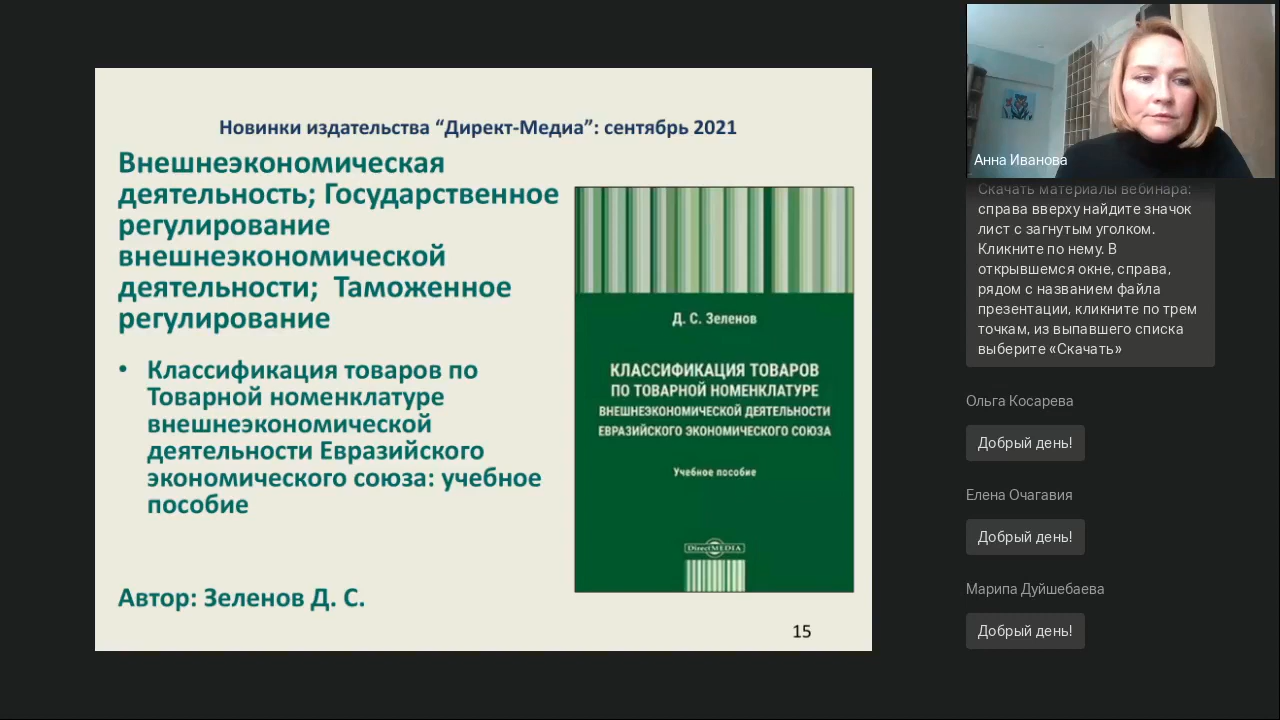 Новинки издательства “Директ-Медиа”: сентябрь 2021
Внешнеэкономическая
деятельность; Государственное
регулирование
внешнеэкономической
деятельности; Таможенное
регулирование
• Классификация товаров по
Товарной номенклатуре
внешнеэкономической
деятельности Евразийского
экономического союза: учебное
пособие
Автор: Зеленов Д. С.
15
Д. С. Зеленов
КЛАССИФИКАЦИЯ ТОВАРОВ
ПО ТОВАРНОЙ НОМЕНКЛАТУРЕ
ВНЕШНЕЭКОНОМИЧЕСКОЙ ДЕЯТЕЛЬНОСТИ
ЕВРАЗИЙСКОГО ЭКОНОМИЧЕСКОГО СОЮЗА
Учебное пособие
DirectMEDIA
Анна Иванова
Скачать материалы вебинара:
справа вверху найдите значок
лист с загнутым уголком.
Кликните по нему. В
открывшемся окне, справа,
рядом с названием файла
презентации, кликните по трем
точкам, из выпавшего списка
выберите «Скачать»
Ольга Косарева
Добрый день!
Елена Очагавия
Добрый день!
Марипа Дуйшебаева
Добрый день!